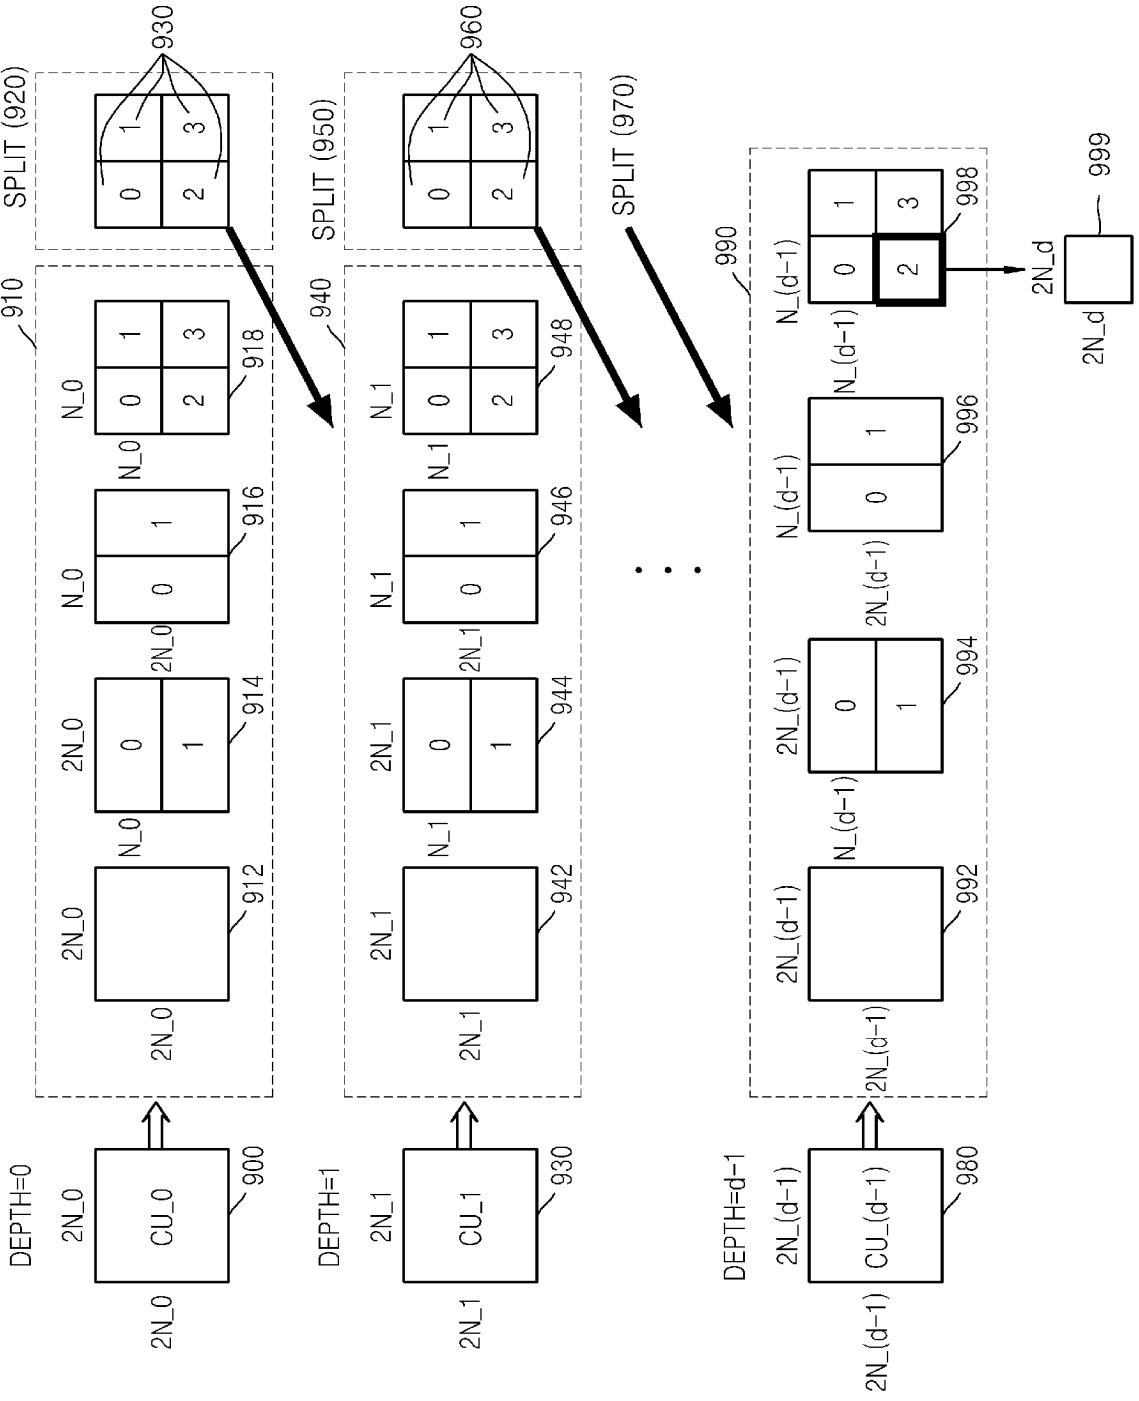 DEPTH=0
2N_0
2N_0
CU_0
900
910
2N_0
2N_0
912
2N_0
N_0
0
1
914
N_0
2N_0
0
1
916
N_0
N_0
0
1
2
3
918
SPLIT (920)
0
1
2
3
930
DEPTH=1
2N_1
2N_1
CU_1
930
940
2N_1
2N_1
942
2N_1
N_1
0
1
944
N_1
2N_1
0
1
946
N_1
N_1
0
1
2
3
948
SPLIT (950)
0
1
2
3
960
SPLIT (970)
DEPTH=d-1
2N_(d-1)
2N_(d-1)
CU_(d-1)
980
990
2N_(d-1)
2N_(d-1)
992
2N_(d-1)
N_(d-1)
0
1
994
N_(d-1)
2N_(d-1)
0
1
996
N_(d-1)
N_(d-1)
0
1
2
3
998
2N_d
2N_d
999